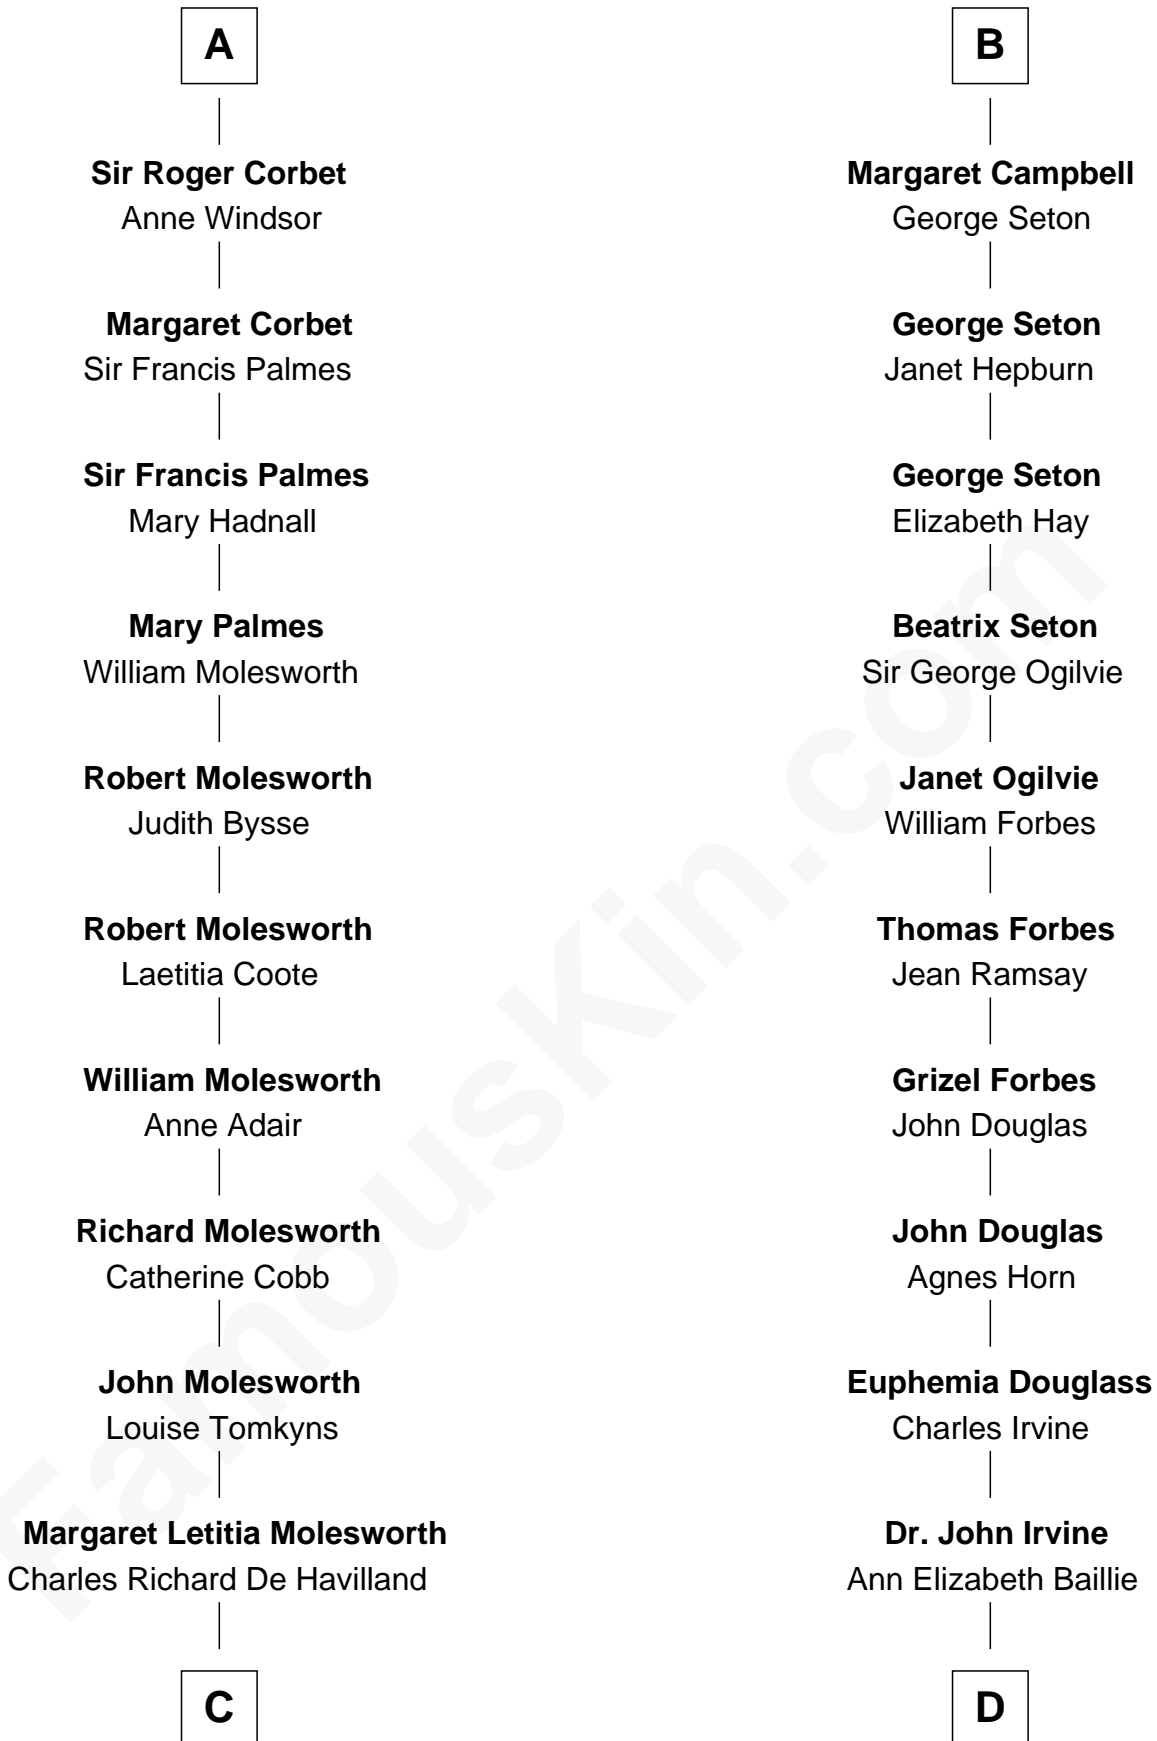 A
Sir Roger Corbet
Anne Windsor
Margaret Corbet
Sir Francis Palmes
Sir Francis Palmes
Mary Hadnall
Mary Palmes
William Molesworth
Robert Molesworth
Judith Bysse
Robert Molesworth
Laetitia Coote
William Molesworth
Anne Adair
Richard Molesworth
Catherine Cobb
John Molesworth
Louise Tomkyns
Margaret Letitia Molesworth
Charles Richard De Havilland
C
B
Margaret Campbell
George Seton
George Seton
Janet Hepburn
George Seton
Elizabeth Hay
Beatrix Seton
Sir George Ogilvie
Janet Ogilvie
William Forbes
Thomas Forbes
Jean Ramsay
Grizel Forbes
John Douglas
John Douglas
Agnes Horn
Euphemia Douglass
Charles Irvine
Dr. John Irvine
Ann Elizabeth Baillie
D
FamousKin.com